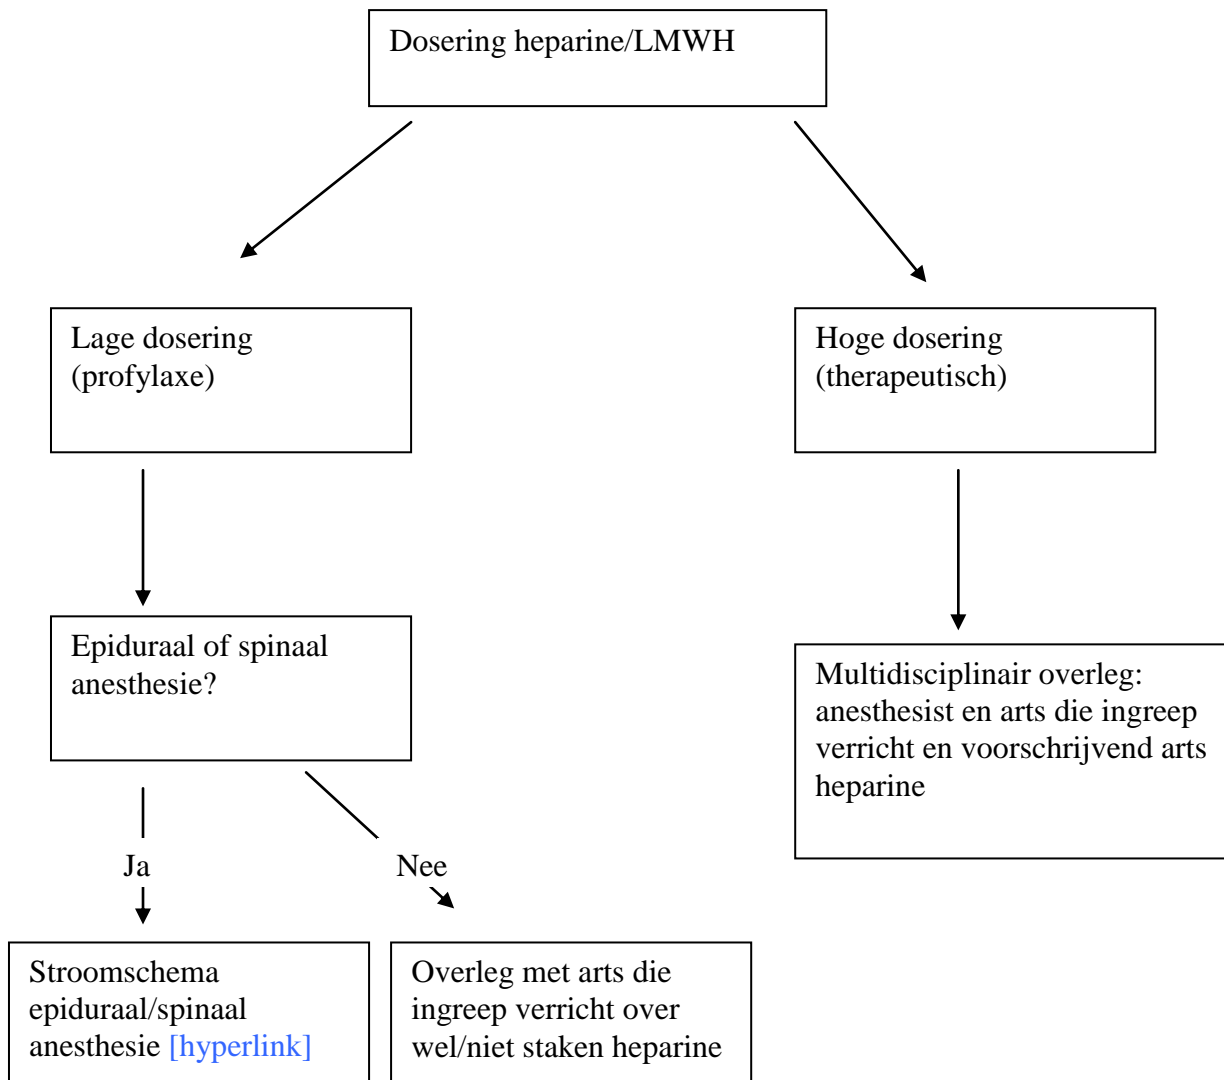 Dosering heparine/LMWH
Lage dosering
(profylaxe)
Hoge dosering
(therapeutisch)
Epiduraal of spinaal
anesthesie?
Multidisciplinair overleg:
anesthesist en arts die ingreep
verricht en voorschrijvend arts
heparine
Ja
Nee
Stroomschema
epiduraal/spinaal
anesthesie [hyperlink]
Overleg met arts die
ingreep verricht over
wel/niet staken heparine